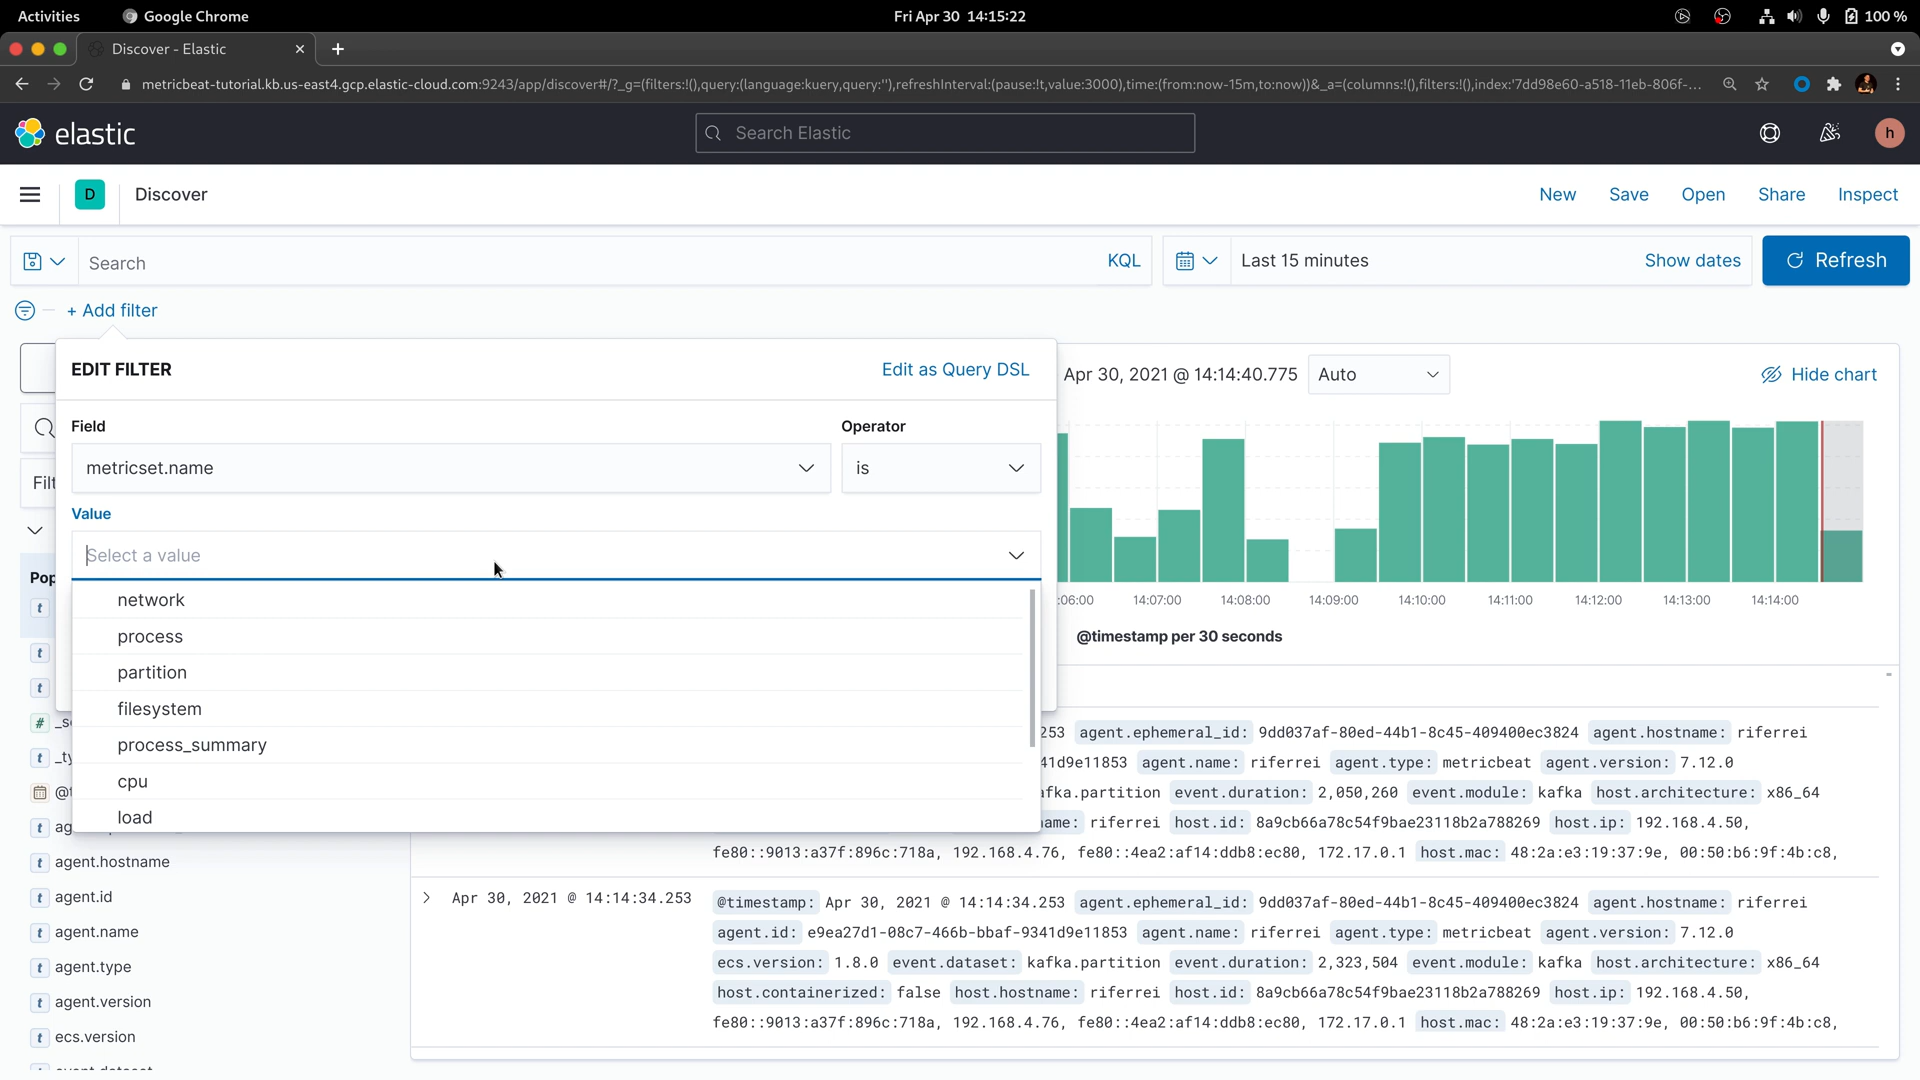 Activities
Google Chrome
Fri Apr 30 14:15:22
100 %
Discover - Elastic
metricbeat-tutorial.kb.us-east4.gcp.elastic-cloud.com:9243/app/discover#/?_g=(filters:!(),query:(language:kuery,query:''),refreshInterval:(pause:!t,value:3000),time:(from:now-15m,to:now))&_a=(columns:!(),filters:!(),index:'7dd98e60-a518-11eb-806f-...
elastic
Search Elastic
h
D
Discover
New
Save
Open
Share
Inspect
Search
KQL
Last 15 minutes
Show dates
Refresh
+ Add filter
EDIT FILTER
Edit as Query DSL
Apr 30, 2021 @ 14:14:40.775
Auto
Hide chart
Field
Operator
metricset.name
is
Filt
Value
Select a value
Pop
network
process
partition
filesystem
process_summary
cpu
load
:06:00 14:07:00 14:08:00 14:09:00 14:10:00 14:11:00 14:12:00 14:13:00 14:14:00
@timestamp per 30 seconds
t
t
t
# _s
t _ty
@t
t ag
t agent.hostname
t agent.id
t agent.name
t agent.type
t agent.version
t ecs.version
253 agent.ephemeral_id: 9dd037af-80ed-44b1-8c45-409400ec3824 agent.hostname: riferrei
41d9e11853 agent.name: riferrei agent.type: metricbeat agent.version: 7.12.0
afka.partition event.duration: 2,050,260 event.module: kafka host.architecture: x86_64
name: riferrei host.id: 8a9cb66a78c54f9bae23118b2a788269 host.ip: 192.168.4.50,
fe80::9013:a37f:896c:718a, 192.168.4.76, fe80::4ea2:af14:ddb8:ec80, 172.17.0.1 host.mac: 48:2a:e3:19:37:9e, 00:50:b6:9f:4b:c8,
Apr 30, 2021 @ 14:14:34.253
@timestamp: Apr 30, 2021 @ 14:14:34.253 agent.ephemeral_id: 9dd037af-80ed-44b1-8c45-409400ec3824 agent.hostname: riferrei
agent.id: e9ea27d1-08c7-466b-bbaf-9341d9e11853 agent.name: riferrei agent.type: metricbeat agent.version: 7.12.0
ecs.version: 1.8.0 event.dataset: kafka.partition event.duration: 2,323,504 event.module: kafka host.architecture: x86_64
host.containerized: false host.hostname: riferrei host.id: 8a9cb66a78c54f9bae23118b2a788269 host.ip: 192.168.4.50,
fe80::9013:a37f:896c:718a, 192.168.4.76, fe80::4ea2:af14:ddb8:ec80, 172.17.0.1 host.mac: 48:2a:e3:19:37:9e, 00:50:b6:9f:4b:c8,